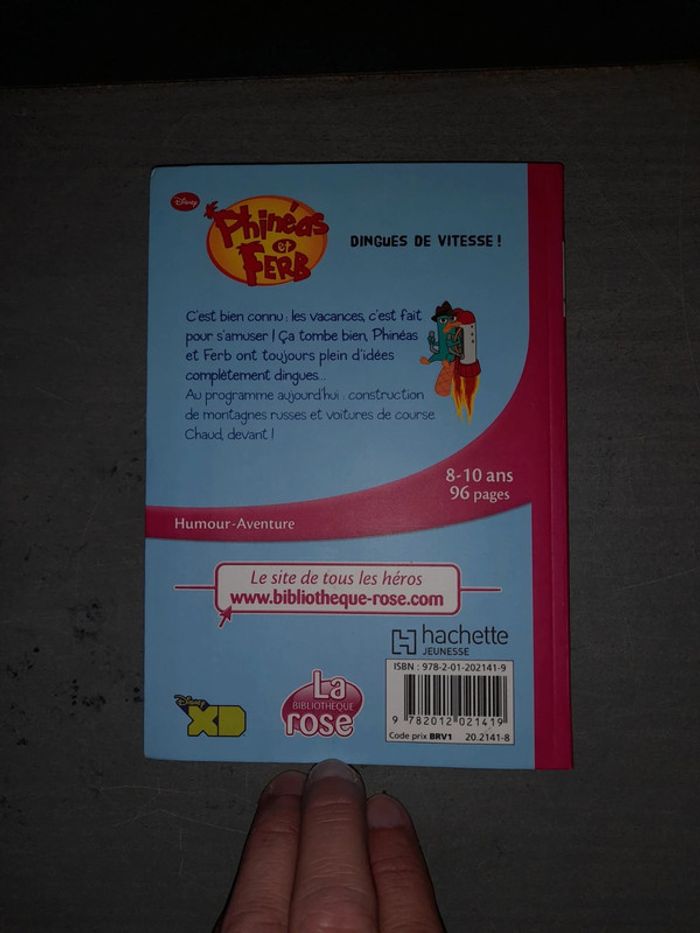 Disney
Phinéas
et
Ferb
DINGUES DE VITESSE !
C'est bien connu : les vacances, c'est fait
pour s'amuser ! Ça tombe bien, Phinéas
et Ferb ont toujours plein d'idées
complètement dingues...
Au programme aujourd'hui : construction
de montagnes russes et voitures de course.
Chaud, devant !
8-10 ans
96 pages
Humour-Aventure
Le site de tous les héros
www.bibliotheque-rose.com
hachette
JEUNESSE
ISBN : 978-2-01-202141-9
9 782012 021419
Code prix BRV1 20.2141-8
Disney
XD
La
BIBLIOTHEQUE
rose